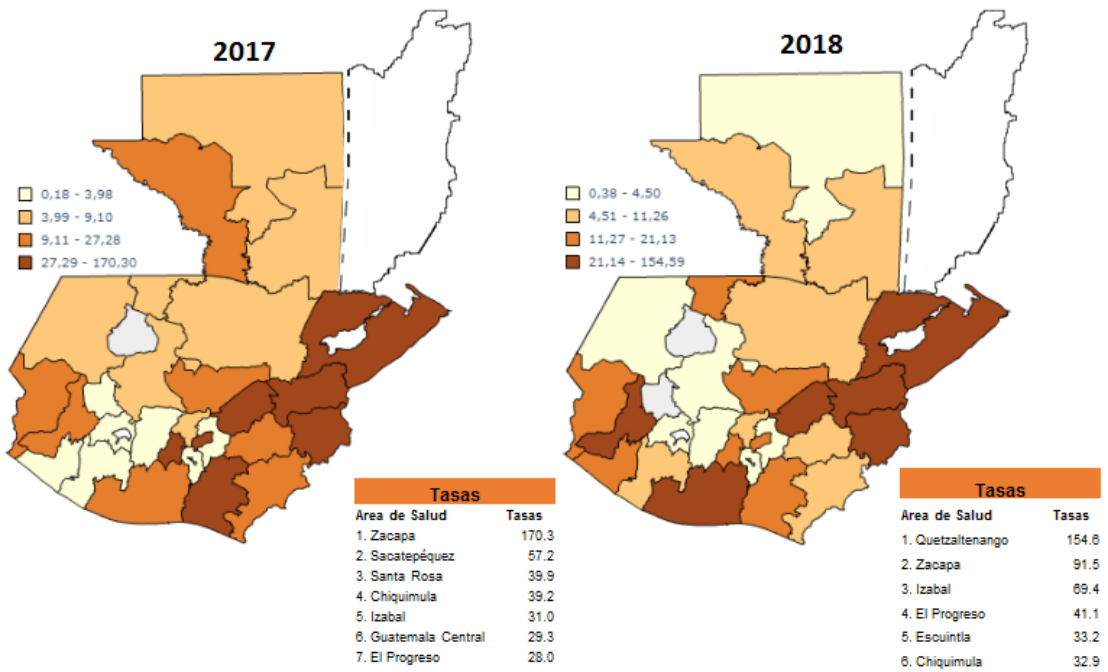 2017
0,18 - 3,98
3,99 - 9,10
9,11 - 27,28
27,29 - 170,30
Tasas
Area de Salud Tasas
1. Zacapa 170.3
2. Sacatepéquez 57.2
3. Santa Rosa 39.9
4. Chiquimula 39.2
5. Izabal 31.0
6. Guatemala Central 29.3
7. El Progreso 28.0
2018
0,38 - 4,50
4,51 - 11,26
11,27 - 21,13
21,14 - 154,59
Tasas
Area de Salud Tasas
1. Quetzaltenango 154.6
2. Zacapa 91.5
3. Izabal 69.4
4. El Progreso 41.1
5. Escuintla 33.2
6. Chiquimula 32.9